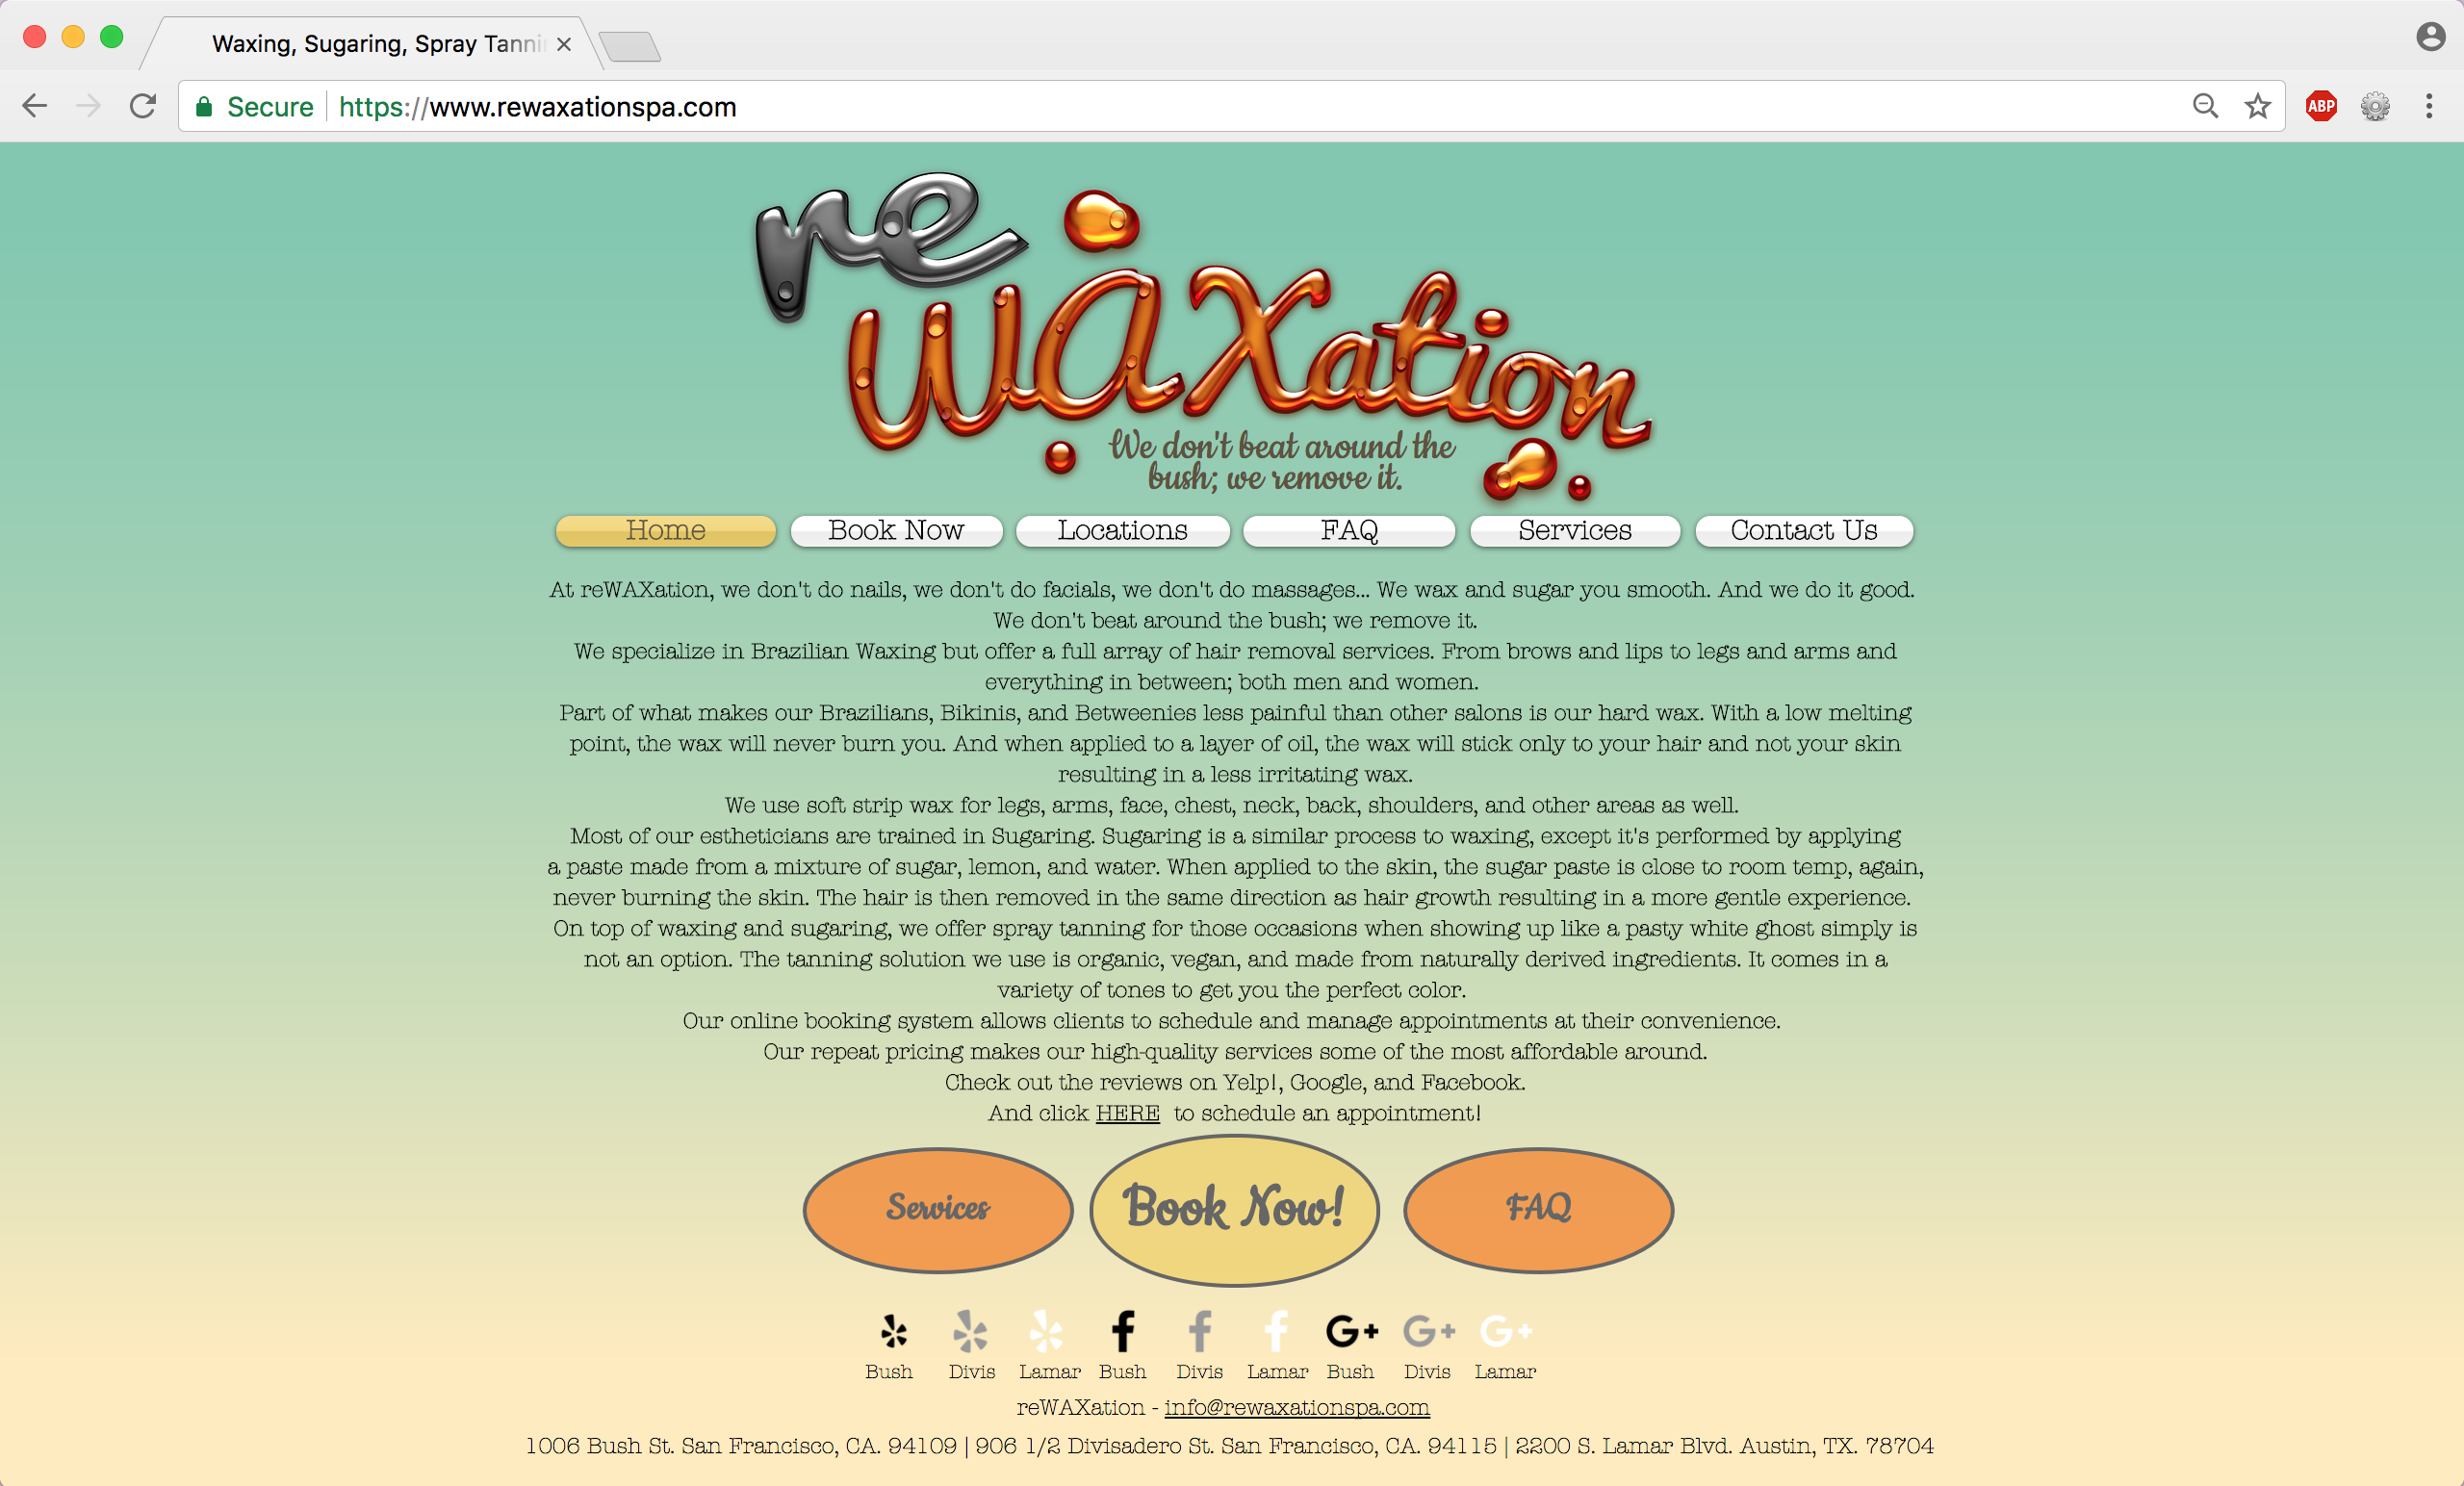 Waxing, Sugaring, Spray Tanni
Secure https://www.rewaxationspa.com
ABP
re
waxation
We don't beat around the
bush; we remove it.
Home Book Now Locations FAQ Services Contact Us
At reWAXation, we don't do nails, we don't do facials, we don't do massages... We wax and sugar you smooth. And we do it good.
We don't beat around the bush; we remove it.
We specialize in Brazilian Waxing but offer a full array of hair removal services. From brows and lips to legs and arms and
everything in between; both men and women.
Part of what makes our Brazilians, Bikinis, and Betweenies less painful than other salons is our hard wax. With a low melting
point, the wax will never burn you. And when applied to a layer of oil, the wax will stick only to your hair and not your skin
resulting in a less irritating wax.
We use soft strip wax for legs, arms, face, chest, neck, back, shoulders, and other areas as well.
Most of our estheticians are trained in Sugaring. Sugaring is a similar process to waxing, except it's performed by applying
a paste made from a mixture of sugar, lemon, and water. When applied to the skin, the sugar paste is close to room temp, again,
never burning the skin. The hair is then removed in the same direction as hair growth resulting in a more gentle experience.
On top of waxing and sugaring, we offer spray tanning for those occasions when showing up like a pasty white ghost simply is
not an option. The tanning solution we use is organic, vegan, and made from naturally derived ingredients. It comes in a
variety of tones to get you the perfect color.
Our online booking system allows clients to schedule and manage appointments at their convenience.
Our repeat pricing makes our high-quality services some of the most affordable around.
Check out the reviews on Yelp!, Google, and Facebook.
And click HERE to schedule an appointment!
Services Book Now! FAQ
f f f G+ G+ G+
Bush Divis Lamar Bush Divis Lamar Bush Divis Lamar
reWAXation - info@rewaxationspa.com
1006 Bush St. San Francisco, CA. 94109 | 906 1/2 Divisadero St. San Francisco, CA. 94115 | 2200 S. Lamar Blvd. Austin, TX. 78704